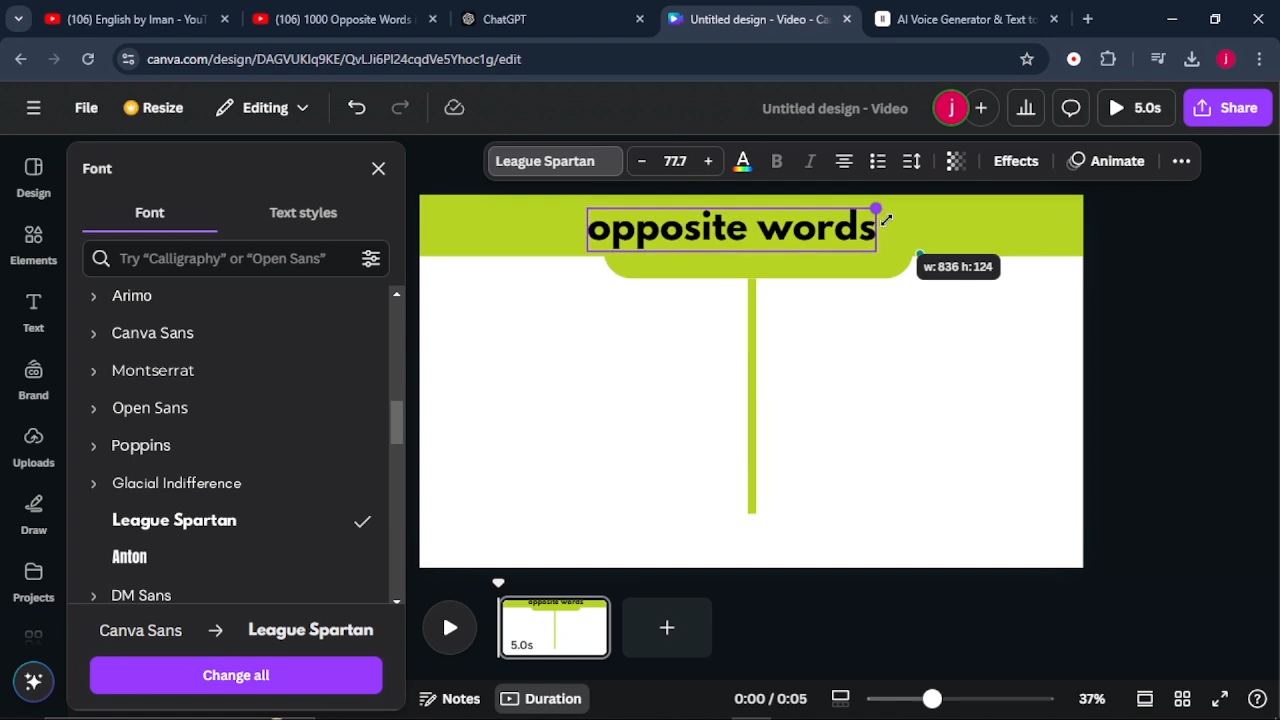 (106) English by Iman - YouT
(106) 1000 Opposite Words
ChatGPT
Untitled design - Video - Ca
AI Voice Generator & Text to
canva.com/design/DAGVUKIq9KE/QvLJi6Pl24cqdVe5Yhoc1g/edit
j
File
Resize
Editing
Untitled design - Video
j
5.0s
Share
Design
Elements
Text
Brand
Uploads
Draw
Projects
Font
Font
Text styles
Try “Calligraphy” or “Open Sans”
Arimo
Canva Sans
Montserrat
Open Sans
Poppins
Glacial Indifference
League Spartan
Anton
DM Sans
Canva Sans → League Spartan
Change all
League Spartan
- 77.7 +
A
B
I
Effects
Animate
opposite words
w: 836 h: 124
opposite words
5.0s
Notes
Duration
0:00 / 0:05
37%